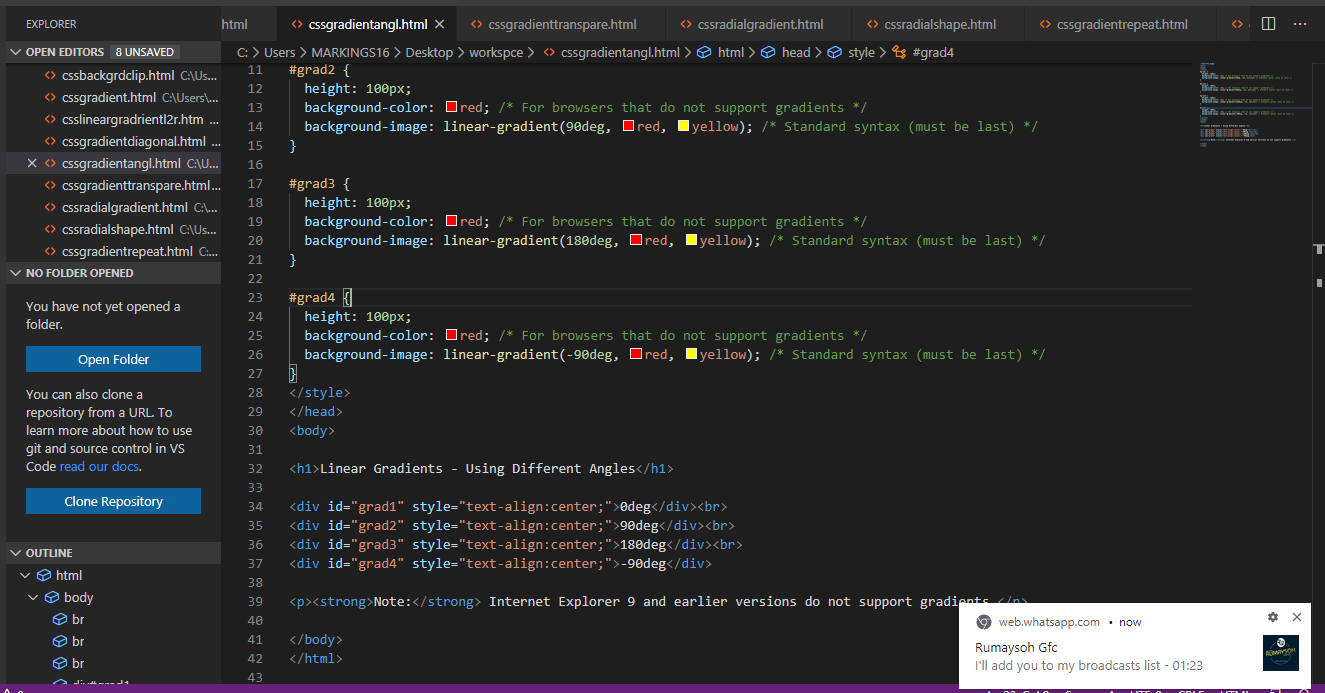 EXPLORER
html
cssgradientangl.html
cssgradienttranspare.html
cssradialgradient.html
cssradialshape.html
cssgradientrepeat.html
OPEN EDITORS 8 UNSAVED
C: > Users > MARKINGS16 > Desktop > workspce > cssgradientangl.html > html > head > style > #grad4
cssbackgrdclip.html C:\Us...
cssgradient.html C:\Users\...
csslineargradrientl2r.htm ...
cssgradientdiagonal.html ...
cssgradientangl.html C:\U...
cssgradienttranspare.html...
cssradialgradient.html C:\...
cssradialshape.html C:\Us...
cssgradientrepeat.html C:...
NO FOLDER OPENED
You have not yet opened a
folder.
Open Folder
You can also clone a
repository from a URL. To
learn more about how to use
git and source control in VS
Code read our docs.
Clone Repository
OUTLINE
html
body
br
br
br
11 #grad2 {
12 height: 100px;
13 background-color: red; /* For browsers that do not support gradients */
14 background-image: linear-gradient(90deg, red, yellow); /* Standard syntax (must be last) */
15 }
16
17 #grad3 {
18 height: 100px;
19 background-color: red; /* For browsers that do not support gradients */
20 background-image: linear-gradient(180deg, red, yellow); /* Standard syntax (must be last) */
21 }
22
23 #grad4 {
24 height: 100px;
25 background-color: red; /* For browsers that do not support gradients */
26 background-image: linear-gradient(-90deg, red, yellow); /* Standard syntax (must be last) */
27 }
28 </style>
29 </head>
30 <body>
31
32 <h1>Linear Gradients - Using Different Angles</h1>
33
34 <div id="grad1" style="text-align:center;">0deg</div><br>
35 <div id="grad2" style="text-align:center;">90deg</div><br>
36 <div id="grad3" style="text-align:center;">180deg</div><br>
37 <div id="grad4" style="text-align:center;">-90deg</div>
38
39 <p><strong>Note:</strong> Internet Explorer 9 and earlier versions do not support gradients.</p>
40
41 </body>
42 </html>
43
web.whatsapp.com • now
Rumaysoh Gfc
I'll add you to my broadcasts list - 01:23
RUMAYSOH